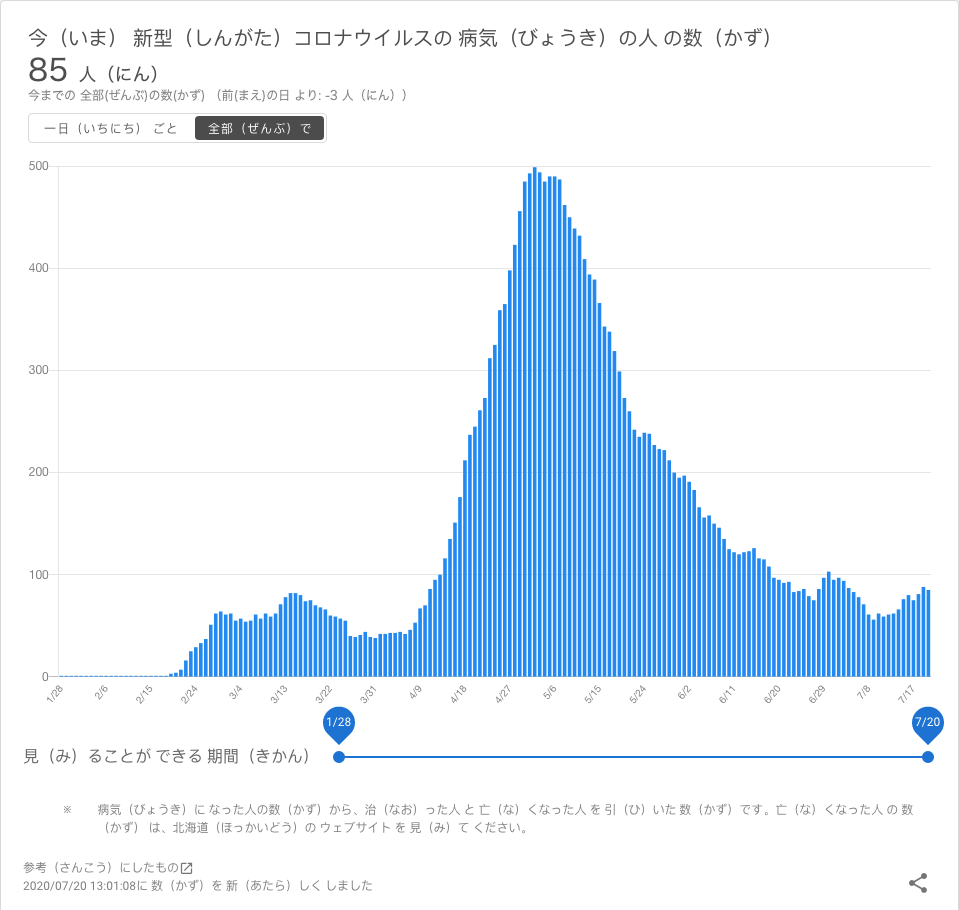 今（いま） 新型（しんがた）コロナウイルスの 病気（びょうき）の人 の数（かず）
85 人（にん）
今までの 全部(ぜんぶ)の数(かず) （前(まえ)の日 より: -3 人（にん））
一日（いちにち） ごと 全部（ぜんぶ）で
500
400
300
200
100
0
1/28 2/6 2/15 2/24 3/4 3/13 3/22 3/31 4/9 4/18 4/27 5/6 5/15 5/24 6/2 6/11 6/20 6/29 7/8 7/17
1/28 7/20
見（み）ることが できる 期間（きかん）
※ 病気（びょうき）に なった人の数（かず）から、治（なお）った人 と 亡（な）くなった人 を 引（ひ）いた 数（かず）です。亡（な）くなった人 の 数
（かず） は、北海道（ほっかいどう）の ウェブサイト を 見（み）て ください。
参考（さんこう）にしたもの
2020/07/20 13:01:08に 数（かず）を 新（あたら）しく しました